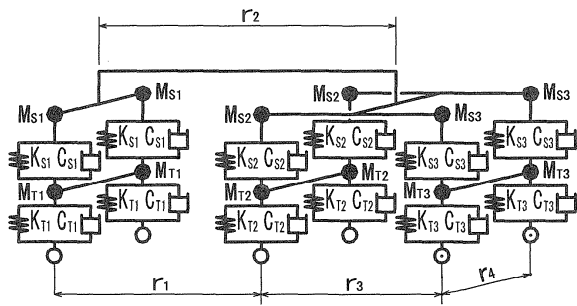 r2
MS1 MS2 MS3
MS1 MS2 MS3
KS1 CS1 KS2 CS2 KS3 CS3
KS1 CS1 KS2 CS2 KS3 CS3
MT1 MT2 MT3
MT1 MT2 MT3
KT1 CT1 KT2 CT2 KT3 CT3
KT1 CT1 KT2 CT2 KT3 CT3
r1 r3 r4